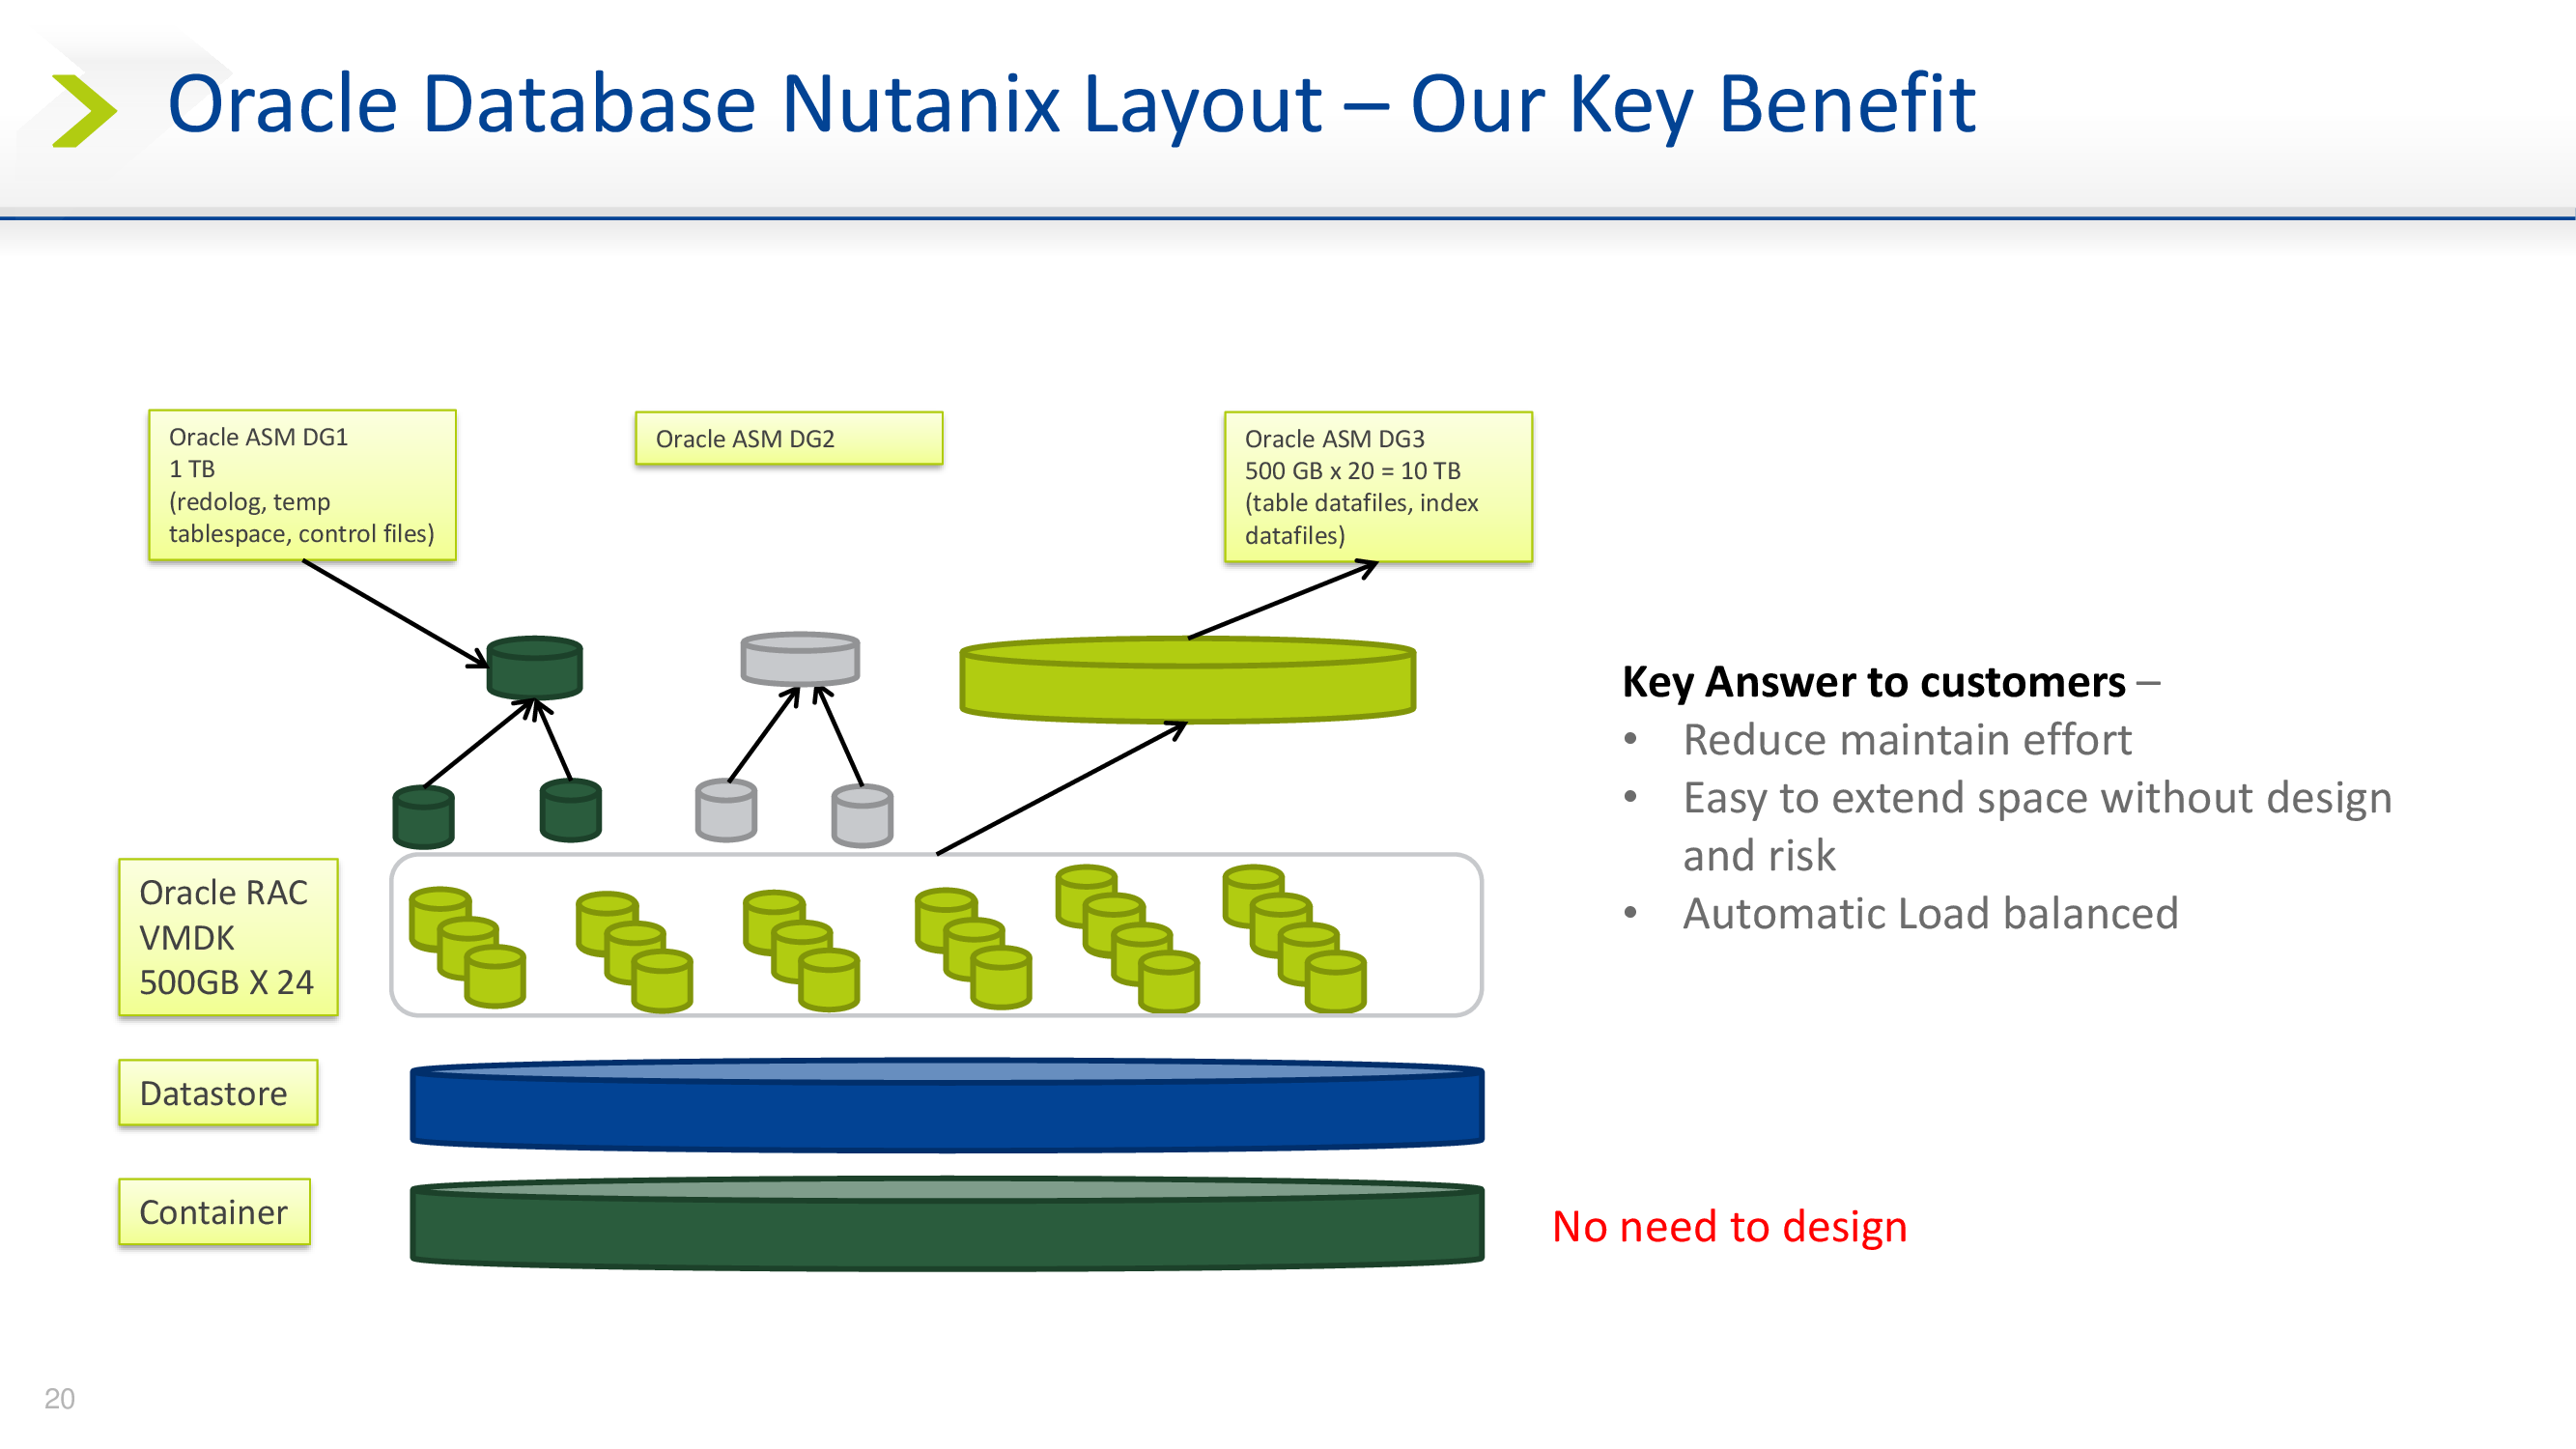 Oracle Database Nutanix Layout – Our Key Benefit
Oracle ASM DG1
1 TB
(redolog, temp
tablespace, control files)
Oracle ASM DG2
Oracle ASM DG3
500 GB x 20 = 10 TB
(table datafiles, index
datafiles)
Key Answer to customers –
• Reduce maintain effort
• Easy to extend space without design
and risk
• Automatic Load balanced
Oracle RAC
VMDK
500GB X 24
Datastore
Container
No need to design
20